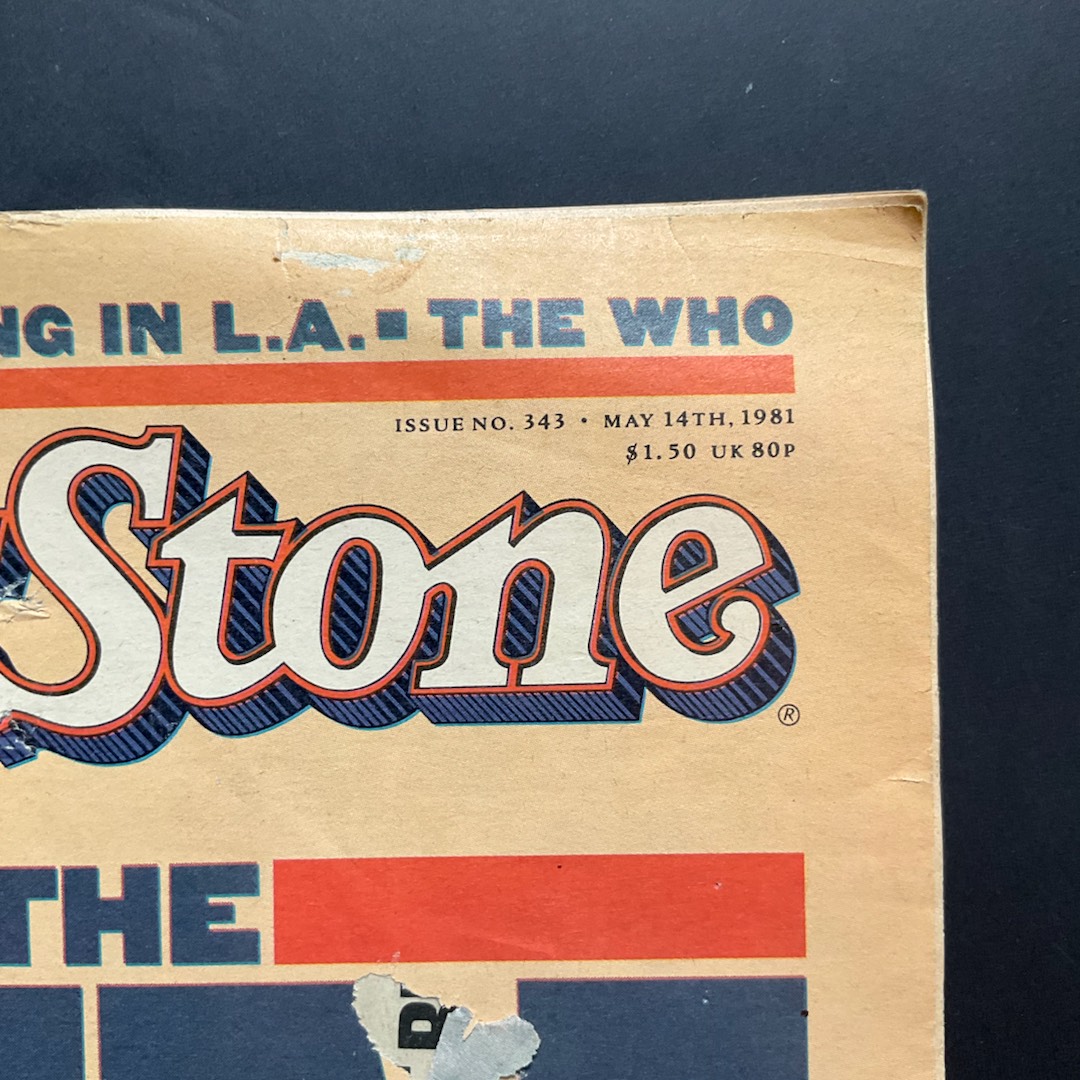 NG IN L.A. ▪ THE WHO
ISSUE NO. 343 • MAY 14TH, 1981
$1.50 UK 80P
Stone®
THE